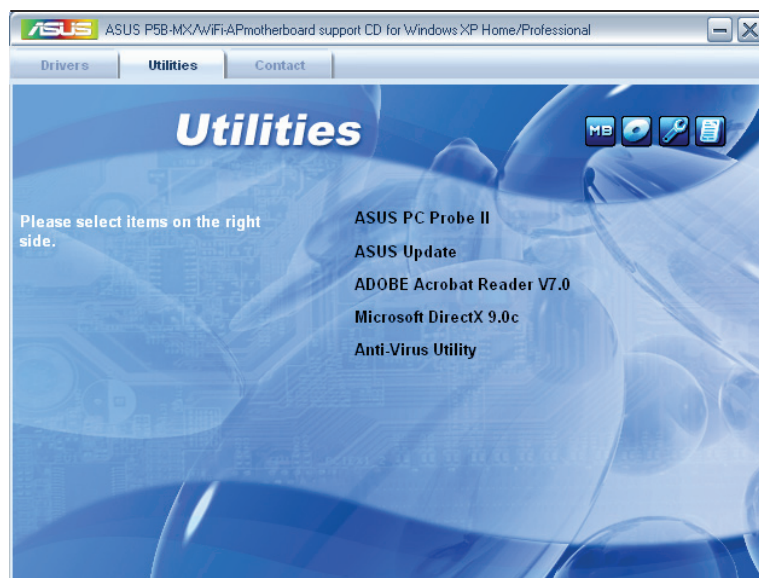 ASUS ASUS P5B-MX/WiFi-APmotherboard support CD for Windows XP Home/Professional
Drivers Utilities Contact
Utilities
MB
Please select items on the right
side.
ASUS PC Probe II
ASUS Update
ADOBE Acrobat Reader V7.0
Microsoft DirectX 9.0c
Anti-Virus Utility